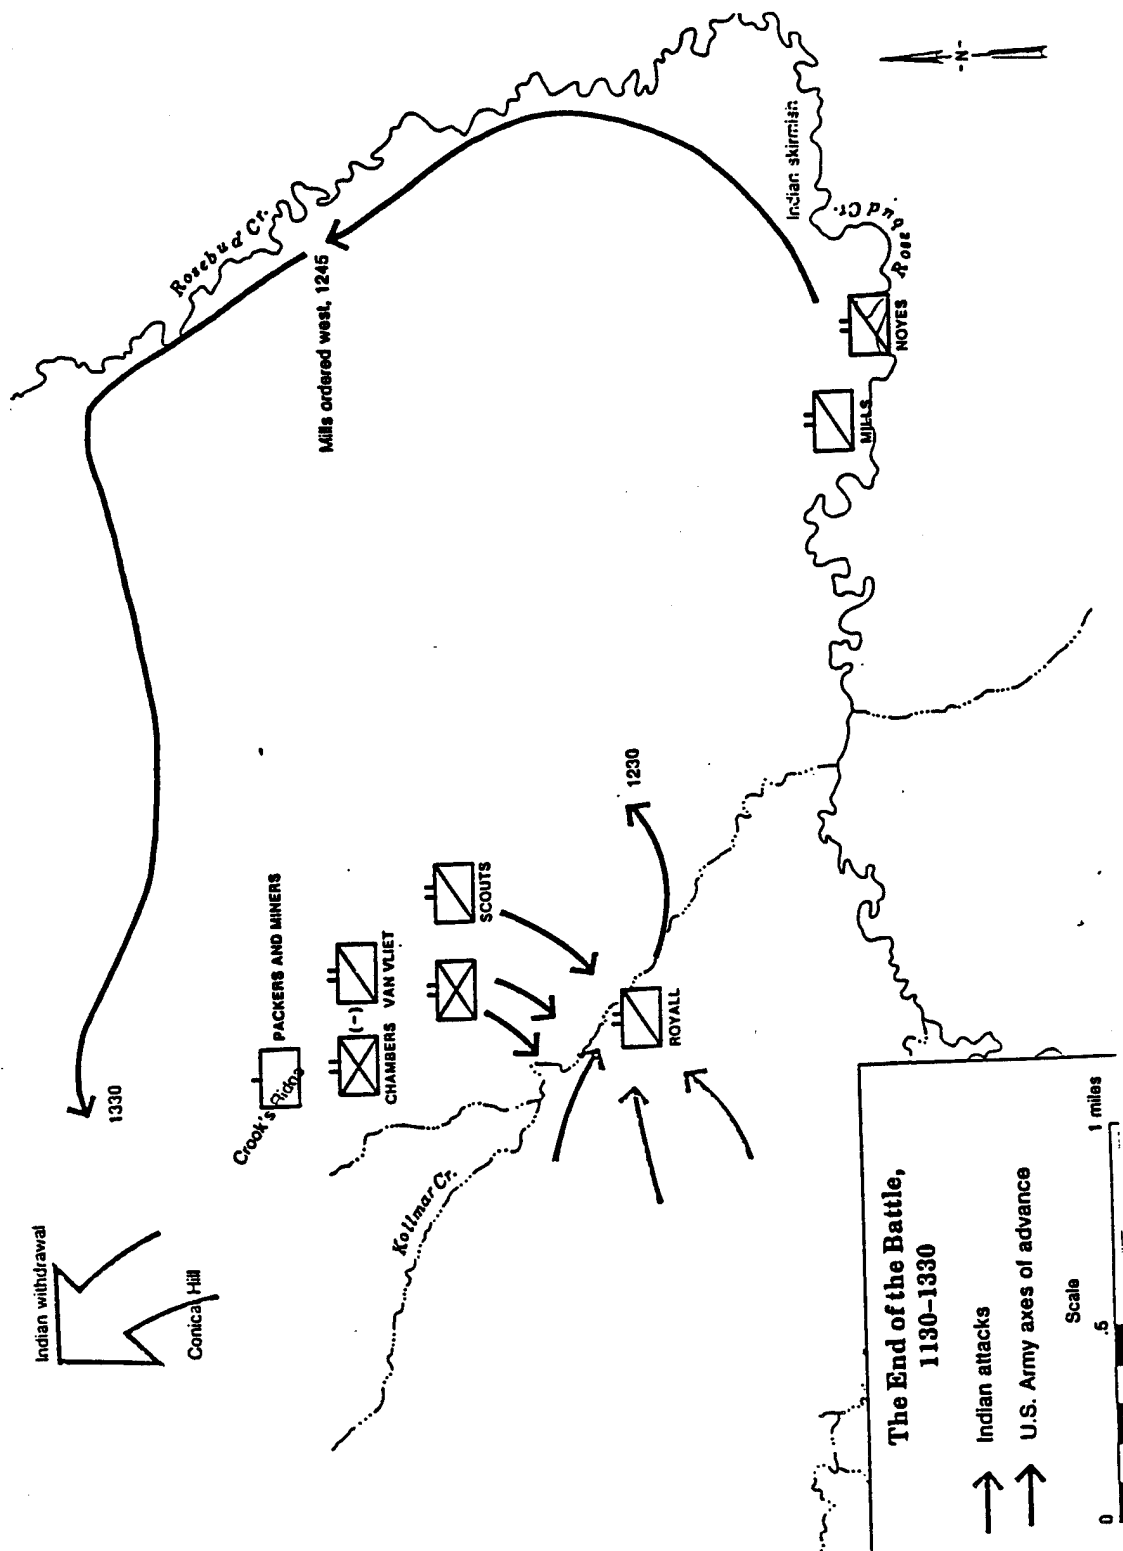 Indian withdrawal
Conical Hill
1330
Crook's Ridge
PACKERS AND MINERS
CHAMBERS
(-)
VAN VLIET
SCOUTS
Kollmar Cr.
ROYALL
1230
Rosebud Cr.
Mills ordered west, 1245
Indian skirmish
Rosebud Cr.
MILLS
NOYES
-N-
The End of the Battle,
1130-1330
Indian attacks
U.S. Army axes of advance
Scale
0 .5 1 miles